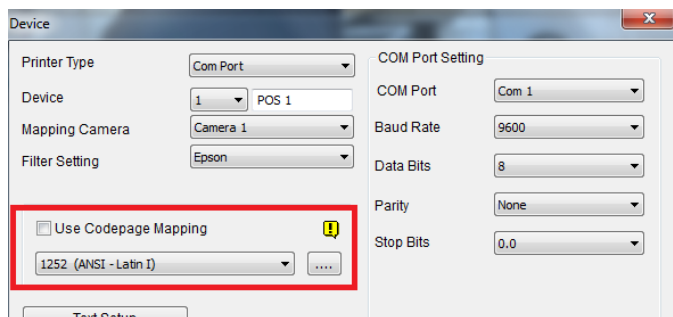 Device
Printer Type
Com Port
Device
1
POS 1
Mapping Camera
Camera 1
Filter Setting
Epson
Use Codepage Mapping
1252 (ANSI - Latin I)
....
Text Setup
COM Port Setting
COM Port
Com 1
Baud Rate
9600
Data Bits
8
Parity
None
Stop Bits
0.0